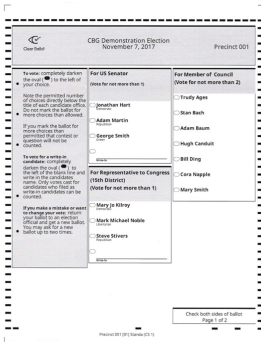 Clear Ballot
CBG Demonstration Election
November 7, 2017
Precinct 001
To vote: completely darken
the oval ( ) to the left of
your choice.
Note the permitted number
of choices directly below the
title of each candidate office.
Do not mark the ballot for
more choices than allowed.
If you mark the ballot for
more choices than
permitted that contest or
question will not be
counted.
To vote for a write-in
candidate: completely
darken the oval ( ) to
the left of the blank line and
write in the candidates
name. Only votes cast for
candidates who filed as
write-in candidates can be
counted.
If you make a mistake or want
to change your vote: return
your ballot to an election
official and get a new ballot.
You may ask for a new
ballot up to two times.
For US Senator
(Vote for not more than 1)
Jonathan Hart
Democratic
Adam Martin
Republican
George Smith
Green
Write-in
For Representative to Congress
(15th District)
(Vote for not more than 1)
Mary Jo Kilroy
Democratic
Mark Michael Noble
Libertarian
Steve Stivers
Republican
Write-in
For Member of Council
(Vote for not more than 2)
Trudy Ages
Stan Bach
Adam Baum
Hugh Canduit
Bill Ding
Cora Napple
Mary Smith
Check both sides of ballot
Page 1 of 2
Precinct 001 [91] Standa (Ch 1)